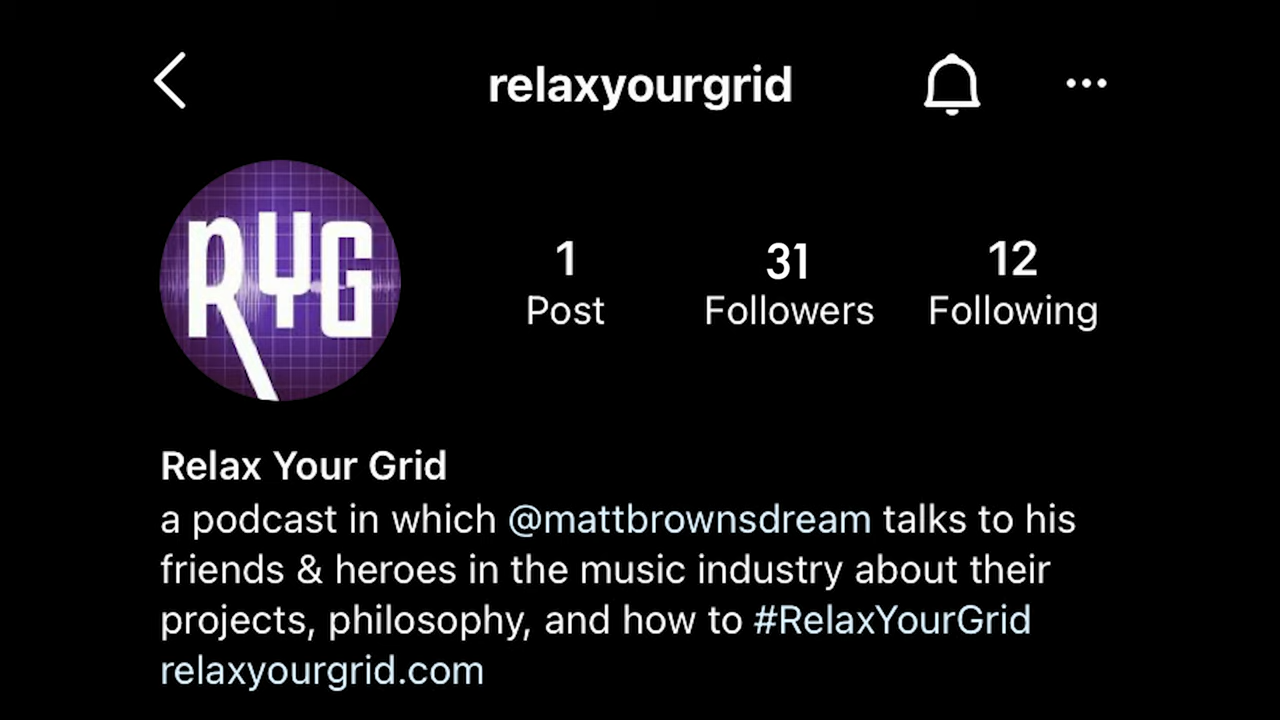 relaxyourgrid
RYG
1 31 12
Post Followers Following
Relax Your Grid
a podcast in which @mattbrownsdream talks to his
friends & heroes in the music industry about their
projects, philosophy, and how to #RelaxYourGrid
relaxyourgrid.com